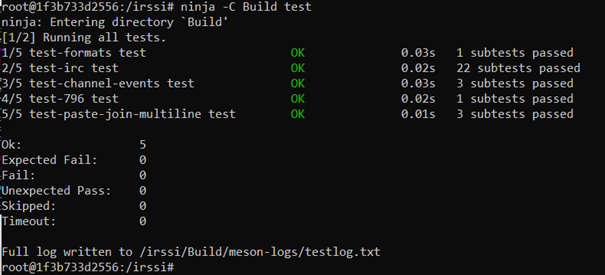 root@1f3b733d2556:/irssi# ninja -C Build test
ninja: Entering directory `Build'
[1/2] Running all tests.
1/5 test-formats test OK 0.03s 1 subtests passed
2/5 test-irc test OK 0.02s 22 subtests passed
3/5 test-channel-events test OK 0.03s 3 subtests passed
4/5 test-796 test OK 0.02s 1 subtests passed
5/5 test-paste-join-multiline test OK 0.01s 3 subtests passed
Ok: 5
Expected Fail: 0
Fail: 0
Unexpected Pass: 0
Skipped: 0
Timeout: 0
Full log written to /irssi/Build/meson-logs/testlog.txt
root@1f3b733d2556:/irssi#